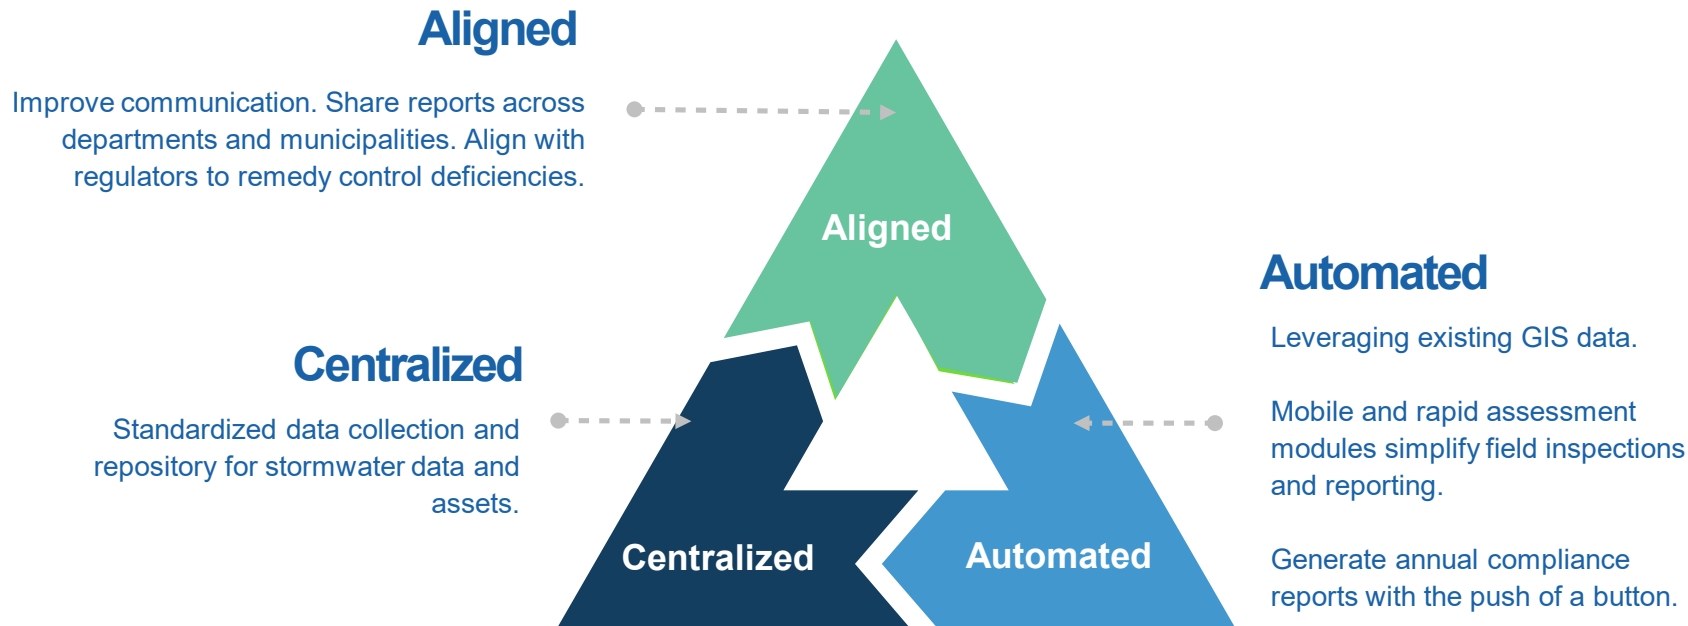 Aligned
Improve communication. Share reports across
departments and municipalities. Align with
regulators to remedy control deficiencies.
Aligned
Automated
Leveraging existing GIS data.
Mobile and rapid assessment
modules simplify field inspections
and reporting.
Generate annual compliance
reports with the push of a button.
Centralized
Standardized data collection and
repository for stormwater data and
assets.
Centralized
Automated